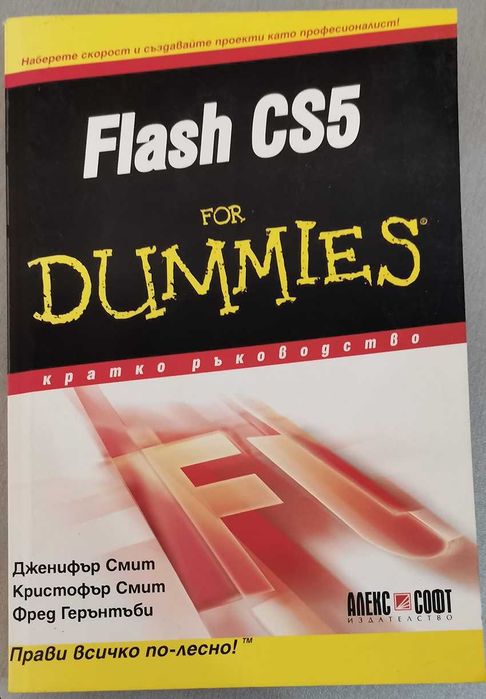 Наберете скорост и създавайте проекти като професионалист!
Flash CS5
FOR
DUMMIES®
кратко ръководство
FL
Дженифър Смит
Кристофър Смит
Фред Герънтъби
АЛЕКС СОФТ
ИЗДАТЕЛСТВО
Прави всичко по-лесно!™